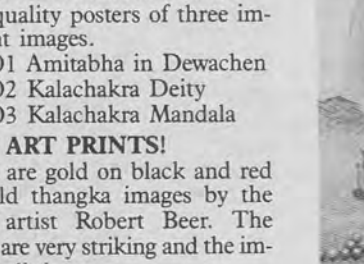 quality posters of three im-
t images.
01 Amitabha in Dewachen
02 Kalachakra Deity
03 Kalachakra Mandala
ART PRINTS!
are gold on black and red
ld thangka images by the
artist Robert Beer. The
are very striking and the im-